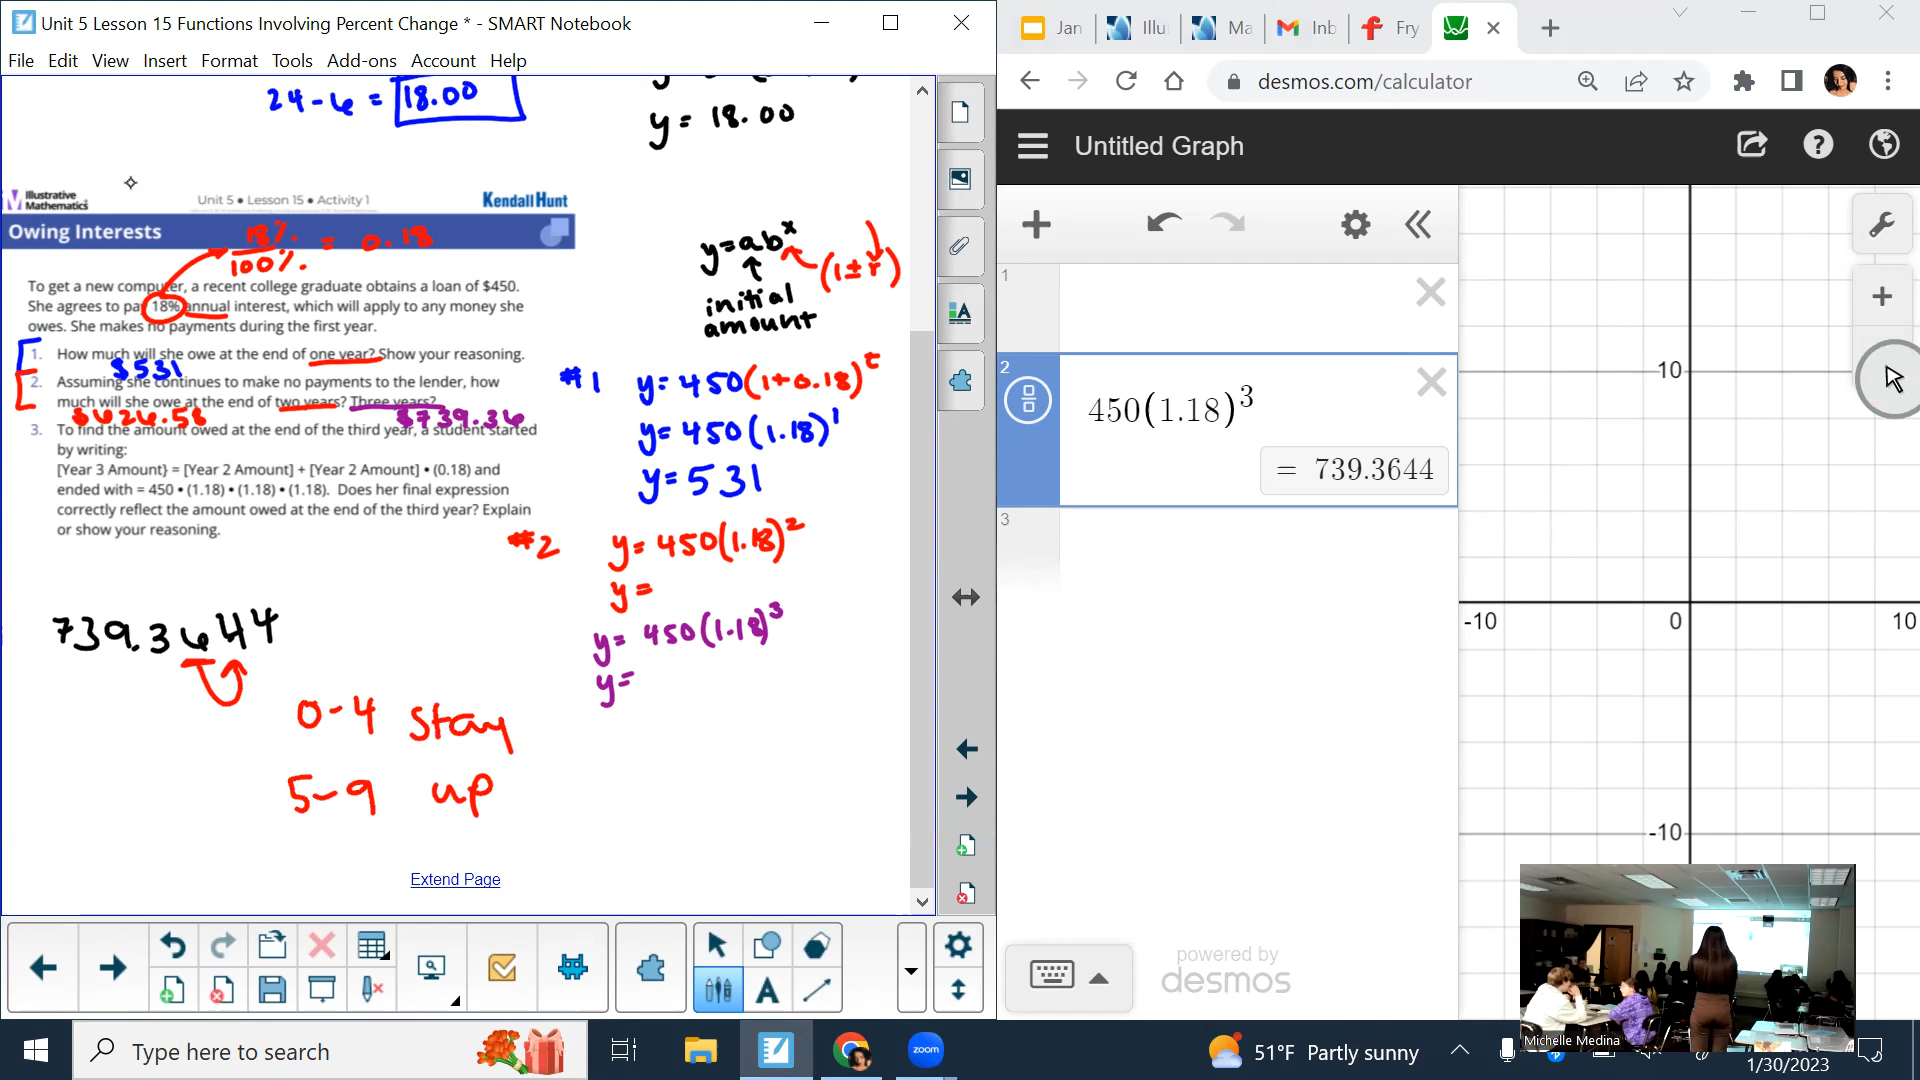 Unit 5 Lesson 15 Functions Involving Percent Change * - SMART Notebook
File Edit View Insert Format Tools Add-ons Account Help
24 - 6 = 18.00
y = 18.00
Illustrative Mathematics
Unit 5 • Lesson 15 • Activity 1
Kendall Hunt
Owing Interests
18%
100%
= 0.18
To get a new computer, a recent college graduate obtains a loan of $450.
She agrees to pay 18% annual interest, which will apply to any money she
owes. She makes no payments during the first year.
1. How much will she owe at the end of one year? Show your reasoning.
$531
2. Assuming she continues to make no payments to the lender, how
much will she owe at the end of two years? Three years?
$626.58
$739.36
3. To find the amount owed at the end of the third year, a student started
by writing:
[Year 3 Amount} = [Year 2 Amount] + [Year 2 Amount] • (0.18) and
ended with = 450 • (1.18) • (1.18) • (1.18). Does her final expression
correctly reflect the amount owed at the end of the third year? Explain
or show your reasoning.
y = ab^x
(1 ± r)
initial
amount
#1 y = 450(1+0.18)^t
y = 450(1.18)^1
y = 531
#2 y = 450(1.18)^2
y =
y = 450(1.18)^3
y =
739.3644
0-4 stay
5-9 up
Extend Page
Jan
Illu
Ma
Inb
Fry
desmos.com/calculator
Untitled Graph
1
2
450(1.18)^3
= 739.3644
3
10
-10
0
10
-10
powered by
desmos
Michelle Medina
Type here to search
zoom
51°F Partly sunny
1/30/2023